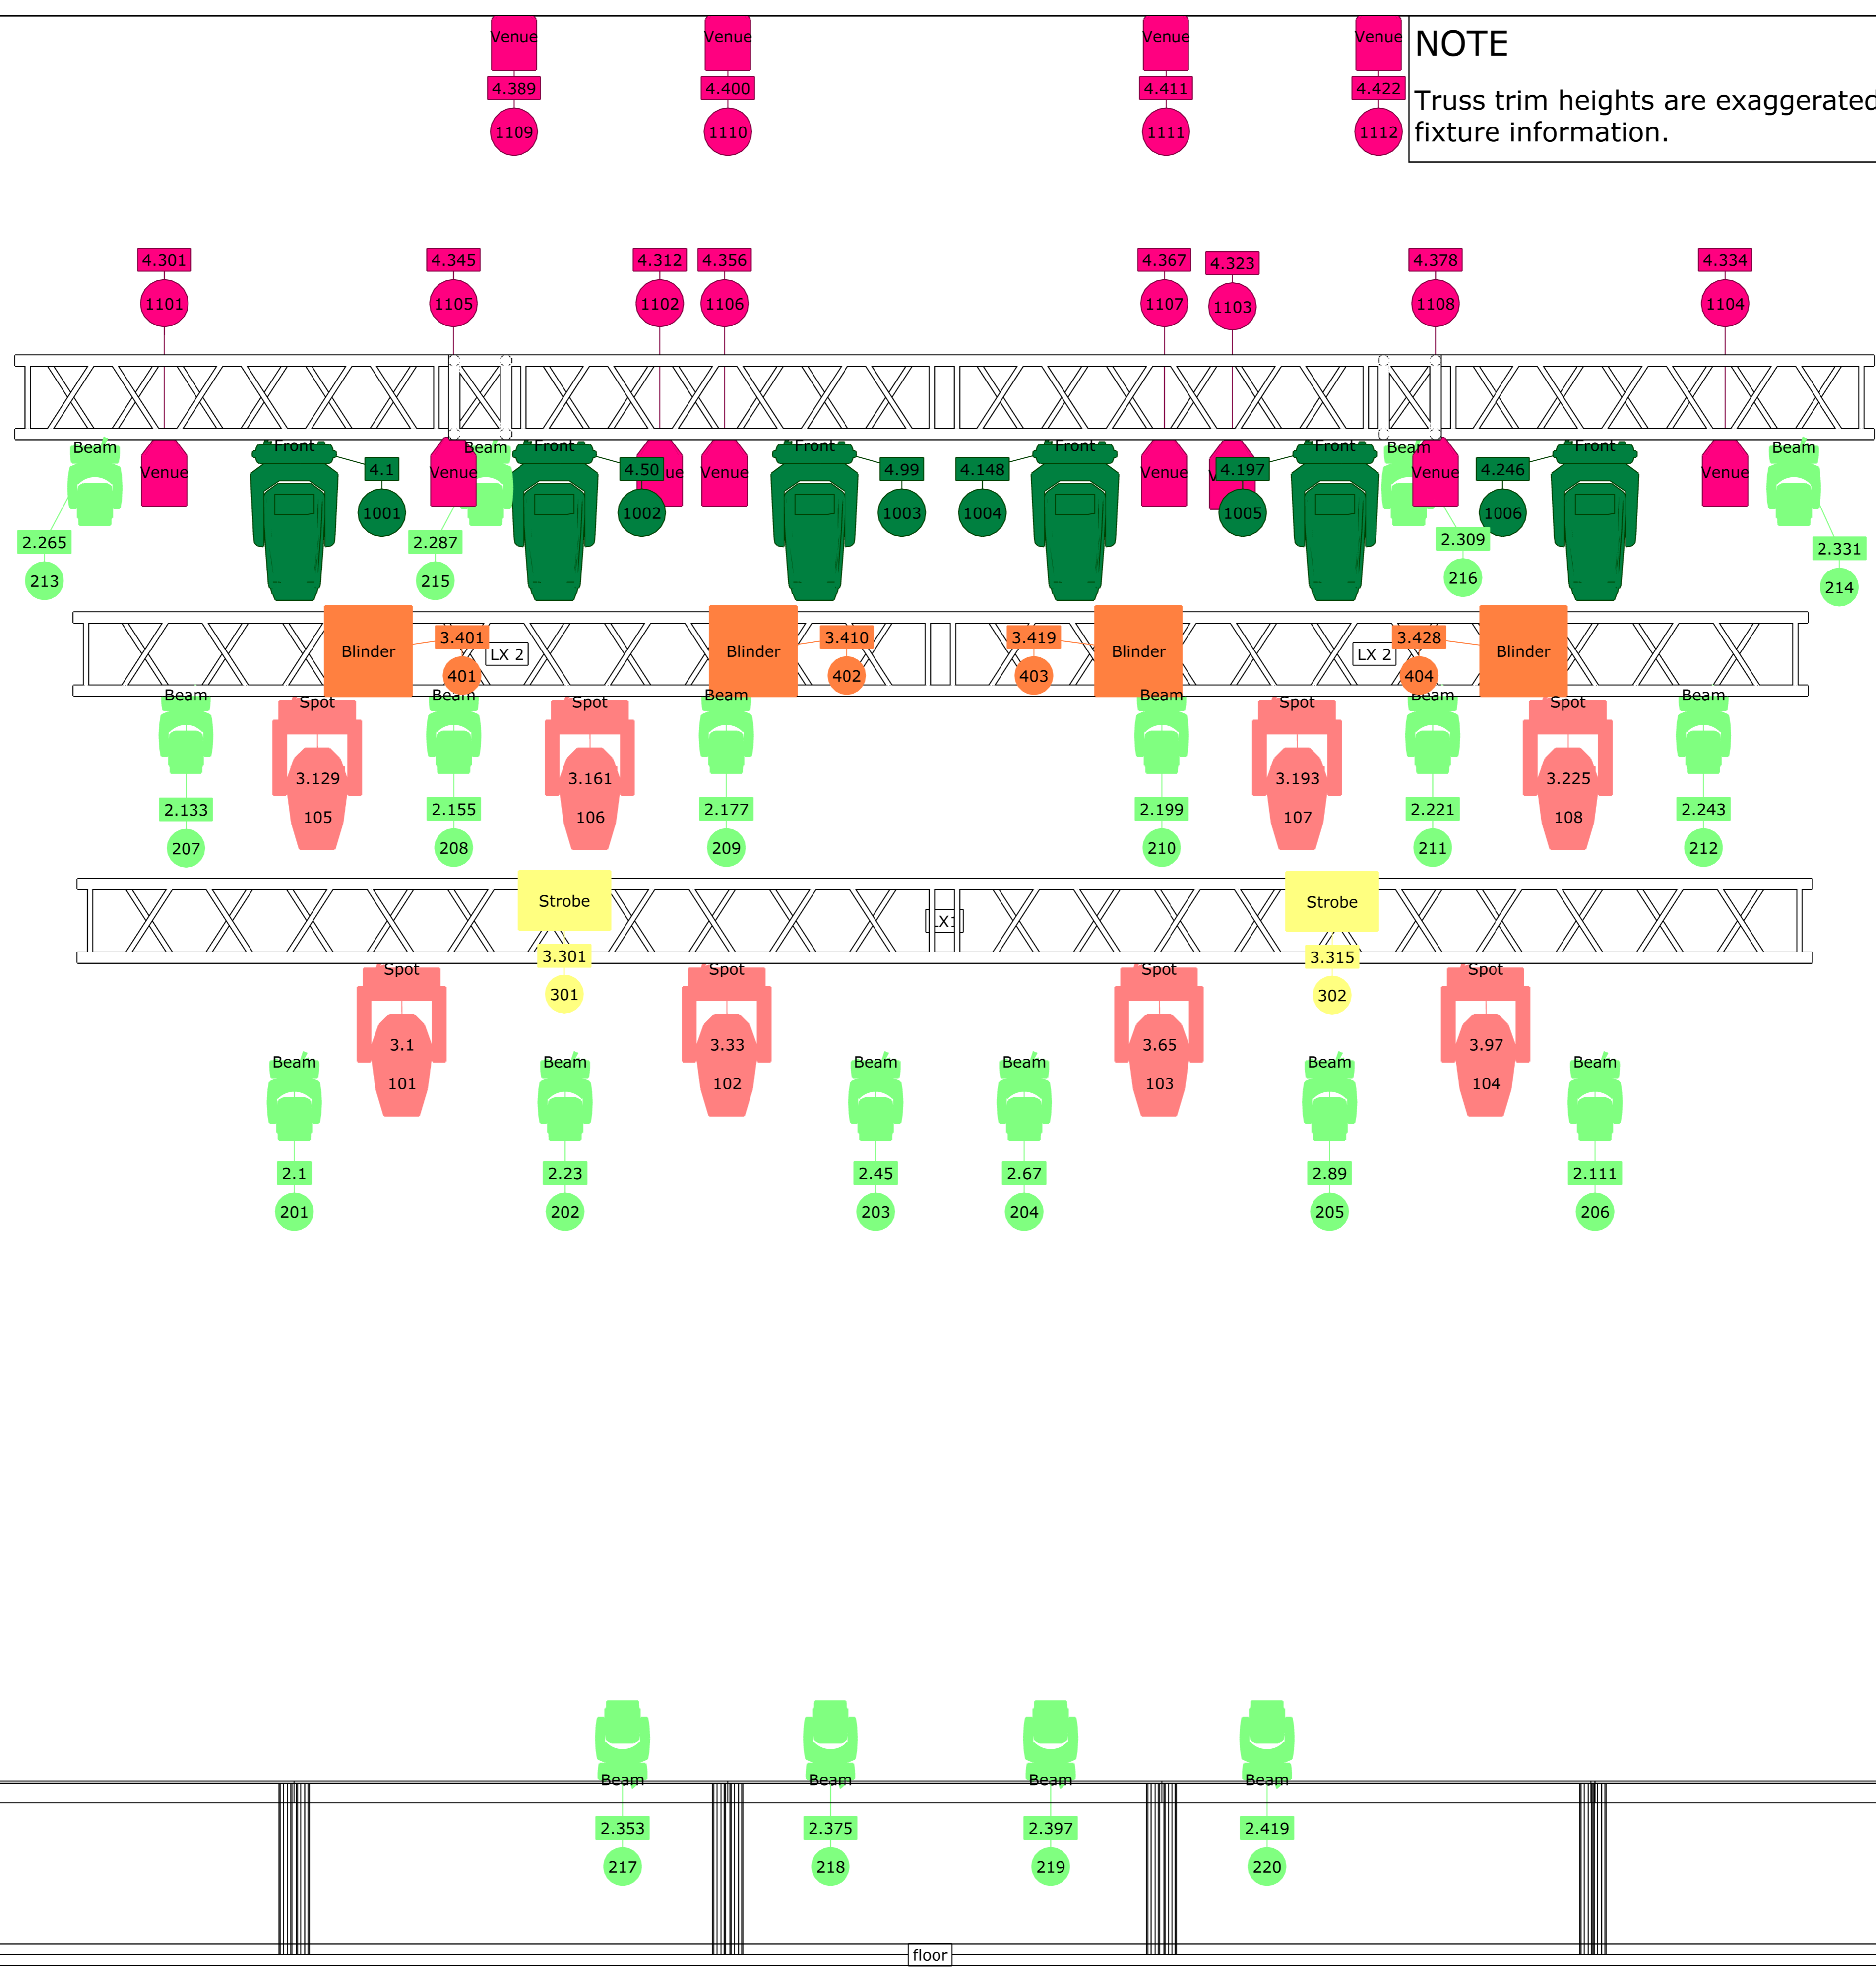 Venue Venue Venue Venue
NOTE
4.389 4.400 4.411 4.422
Truss trim heights are exaggerated
1109 1110 1111 1112
fixture information.
4.301 4.345 4.312 4.356 4.367 4.323 4.378 4.334
1101 1105 1102 1106 1107 1103 1108 1104
Beam Front Beam Front Front Front Front Beam Front Beam
Venue Venue Venue Venue Venue Venue
4.1 4.50 4.99 4.148 4.197 4.246
1001 1002 1003 1004 1005 1006
2.265 2.287 2.309 2.331
213 215 216 214
3.401 3.410 3.419 3.428
Blinder LX 2 Blinder Blinder LX 2 Blinder
401 402 403 404
Beam Spot Beam Spot Beam Beam Spot Beam Spot Beam
3.129 3.161 3.193 3.225
2.133 105 2.155 106 2.177 2.199 107 2.221 108 2.243
207 208 209 210 211 212
Strobe Strobe
LX1
3.301 3.315
Spot Spot Spot Spot
301 302
3.1 3.33 3.65 3.97
Beam Beam Beam Beam Beam Beam
101 102 103 104
2.1 2.23 2.45 2.67 2.89 2.111
201 202 203 204 205 206
Beam Beam Beam Beam
2.353 2.375 2.397 2.419
217 218 219 220
floor